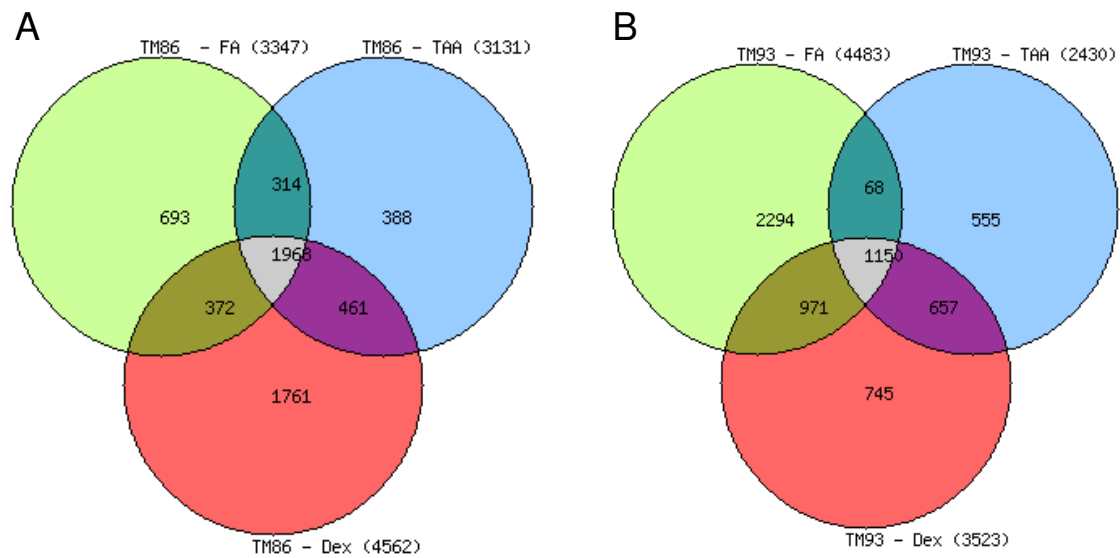 A
TM86 - FA (3347)
TM86 - TAA (3131)
314
693
388
1968
372
461
1761
TM86 - Dex (4562)
B
TM93 - FA (4483)
TM93 - TAA (2430)
68
2294
555
1150
971
657
745
TM93 - Dex (3523)